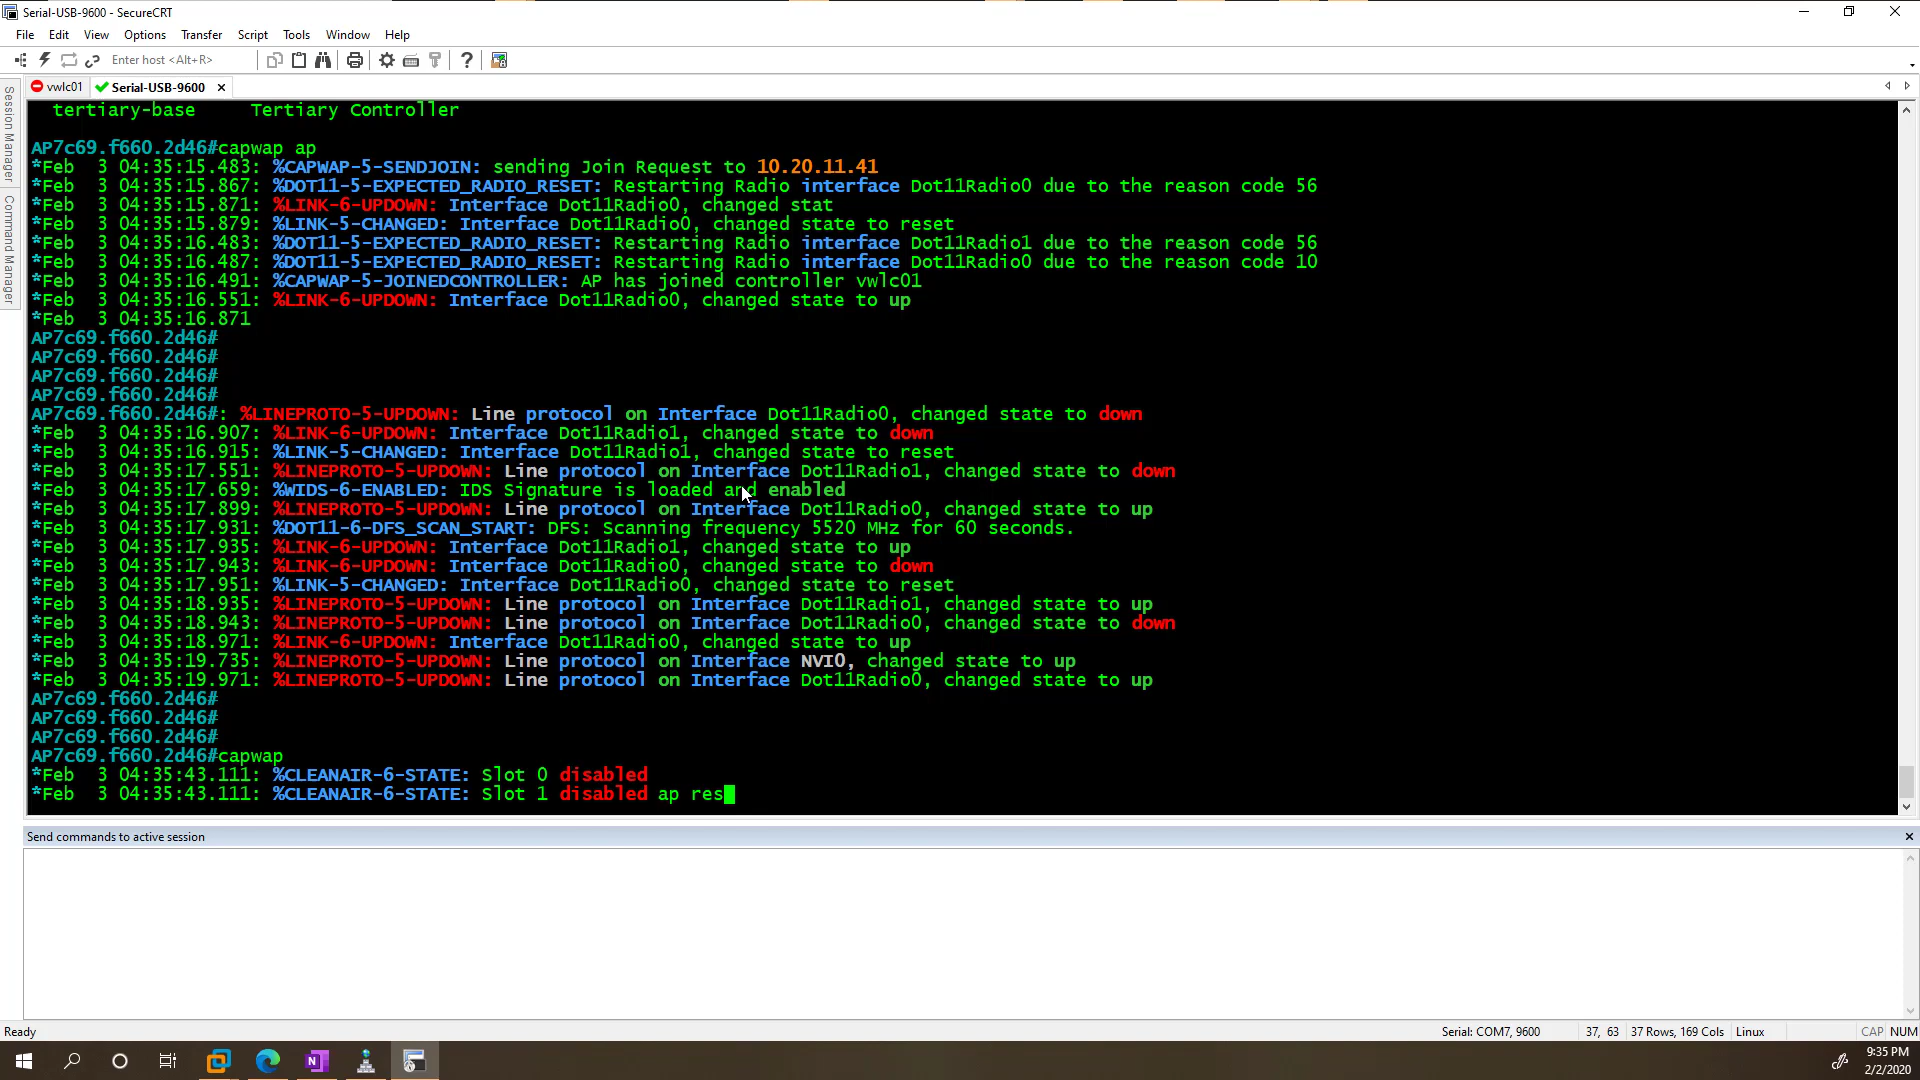 Serial-USB-9600 - SecureCRT
File Edit View Options Transfer Script Tools Window Help
Enter host <Alt+R>
vwlc01 Serial-USB-9600
Session Manager
Command Manager
tertiary-base Tertiary Controller
AP7c69.f660.2d46#capwap ap
*Feb 3 04:35:15.483: %CAPWAP-5-SENDJOIN: sending Join Request to 10.20.11.41
*Feb 3 04:35:15.867: %DOT11-5-EXPECTED_RADIO_RESET: Restarting Radio interface Dot11Radio0 due to the reason code 56
*Feb 3 04:35:15.871: %LINK-6-UPDOWN: Interface Dot11Radio0, changed stat
*Feb 3 04:35:15.879: %LINK-5-CHANGED: Interface Dot11Radio0, changed state to reset
*Feb 3 04:35:16.483: %DOT11-5-EXPECTED_RADIO_RESET: Restarting Radio interface Dot11Radio1 due to the reason code 56
*Feb 3 04:35:16.487: %DOT11-5-EXPECTED_RADIO_RESET: Restarting Radio interface Dot11Radio0 due to the reason code 10
*Feb 3 04:35:16.491: %CAPWAP-5-JOINEDCONTROLLER: AP has joined controller vwlc01
*Feb 3 04:35:16.551: %LINK-6-UPDOWN: Interface Dot11Radio0, changed state to up
*Feb 3 04:35:16.871
AP7c69.f660.2d46#
AP7c69.f660.2d46#
AP7c69.f660.2d46#
AP7c69.f660.2d46#
AP7c69.f660.2d46#: %LINEPROTO-5-UPDOWN: Line protocol on Interface Dot11Radio0, changed state to down
*Feb 3 04:35:16.907: %LINK-6-UPDOWN: Interface Dot11Radio1, changed state to down
*Feb 3 04:35:16.915: %LINK-5-CHANGED: Interface Dot11Radio1, changed state to reset
*Feb 3 04:35:17.551: %LINEPROTO-5-UPDOWN: Line protocol on Interface Dot11Radio1, changed state to down
*Feb 3 04:35:17.659: %WIDS-6-ENABLED: IDS Signature is loaded and enabled
*Feb 3 04:35:17.899: %LINEPROTO-5-UPDOWN: Line protocol on Interface Dot11Radio0, changed state to up
*Feb 3 04:35:17.931: %DOT11-6-DFS_SCAN_START: DFS: Scanning frequency 5520 MHz for 60 seconds.
*Feb 3 04:35:17.935: %LINK-6-UPDOWN: Interface Dot11Radio1, changed state to up
*Feb 3 04:35:17.943: %LINK-6-UPDOWN: Interface Dot11Radio0, changed state to down
*Feb 3 04:35:17.951: %LINK-5-CHANGED: Interface Dot11Radio0, changed state to reset
*Feb 3 04:35:18.935: %LINEPROTO-5-UPDOWN: Line protocol on Interface Dot11Radio1, changed state to up
*Feb 3 04:35:18.943: %LINEPROTO-5-UPDOWN: Line protocol on Interface Dot11Radio0, changed state to down
*Feb 3 04:35:18.971: %LINK-6-UPDOWN: Interface Dot11Radio0, changed state to up
*Feb 3 04:35:19.735: %LINEPROTO-5-UPDOWN: Line protocol on Interface NVI0, changed state to up
*Feb 3 04:35:19.971: %LINEPROTO-5-UPDOWN: Line protocol on Interface Dot11Radio0, changed state to up
AP7c69.f660.2d46#
AP7c69.f660.2d46#
AP7c69.f660.2d46#
AP7c69.f660.2d46#capwap
*Feb 3 04:35:43.111: %CLEANAIR-6-STATE: Slot 0 disabled
*Feb 3 04:35:43.111: %CLEANAIR-6-STATE: Slot 1 disabled ap res
Send commands to active session
Ready Serial: COM7, 9600 37, 63 37 Rows, 169 Cols Linux CAP NUM
9:35 PM
2/2/2020